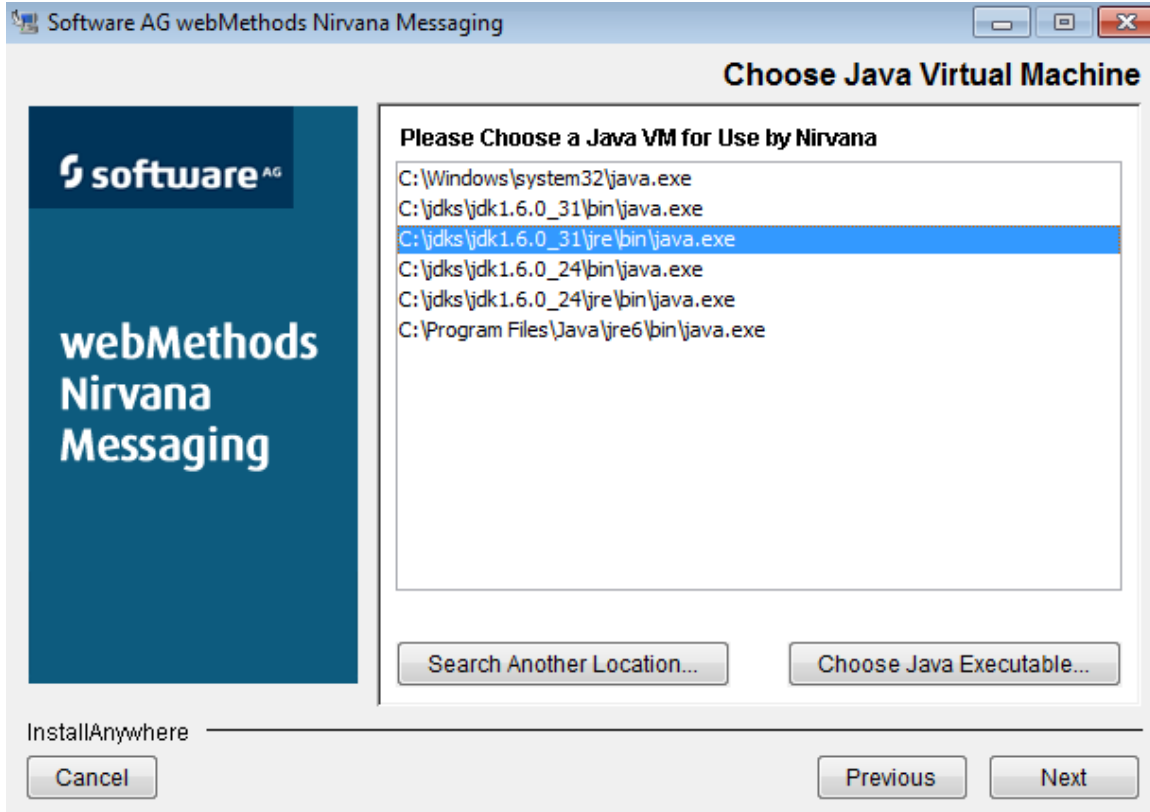 Software AG webMethods Nirvana Messaging
Choose Java Virtual Machine
software AG
webMethods
Nirvana
Messaging
Please Choose a Java VM for Use by Nirvana
C:\Windows\system32\java.exe
C:\jdks\jdk1.6.0_31\bin\java.exe
C:\jdks\jdk1.6.0_31\jre\bin\java.exe
C:\jdks\jdk1.6.0_24\bin\java.exe
C:\jdks\jdk1.6.0_24\jre\bin\java.exe
C:\Program Files\Java\jre6\bin\java.exe
Search Another Location... Choose Java Executable...
InstallAnywhere
Cancel Previous Next